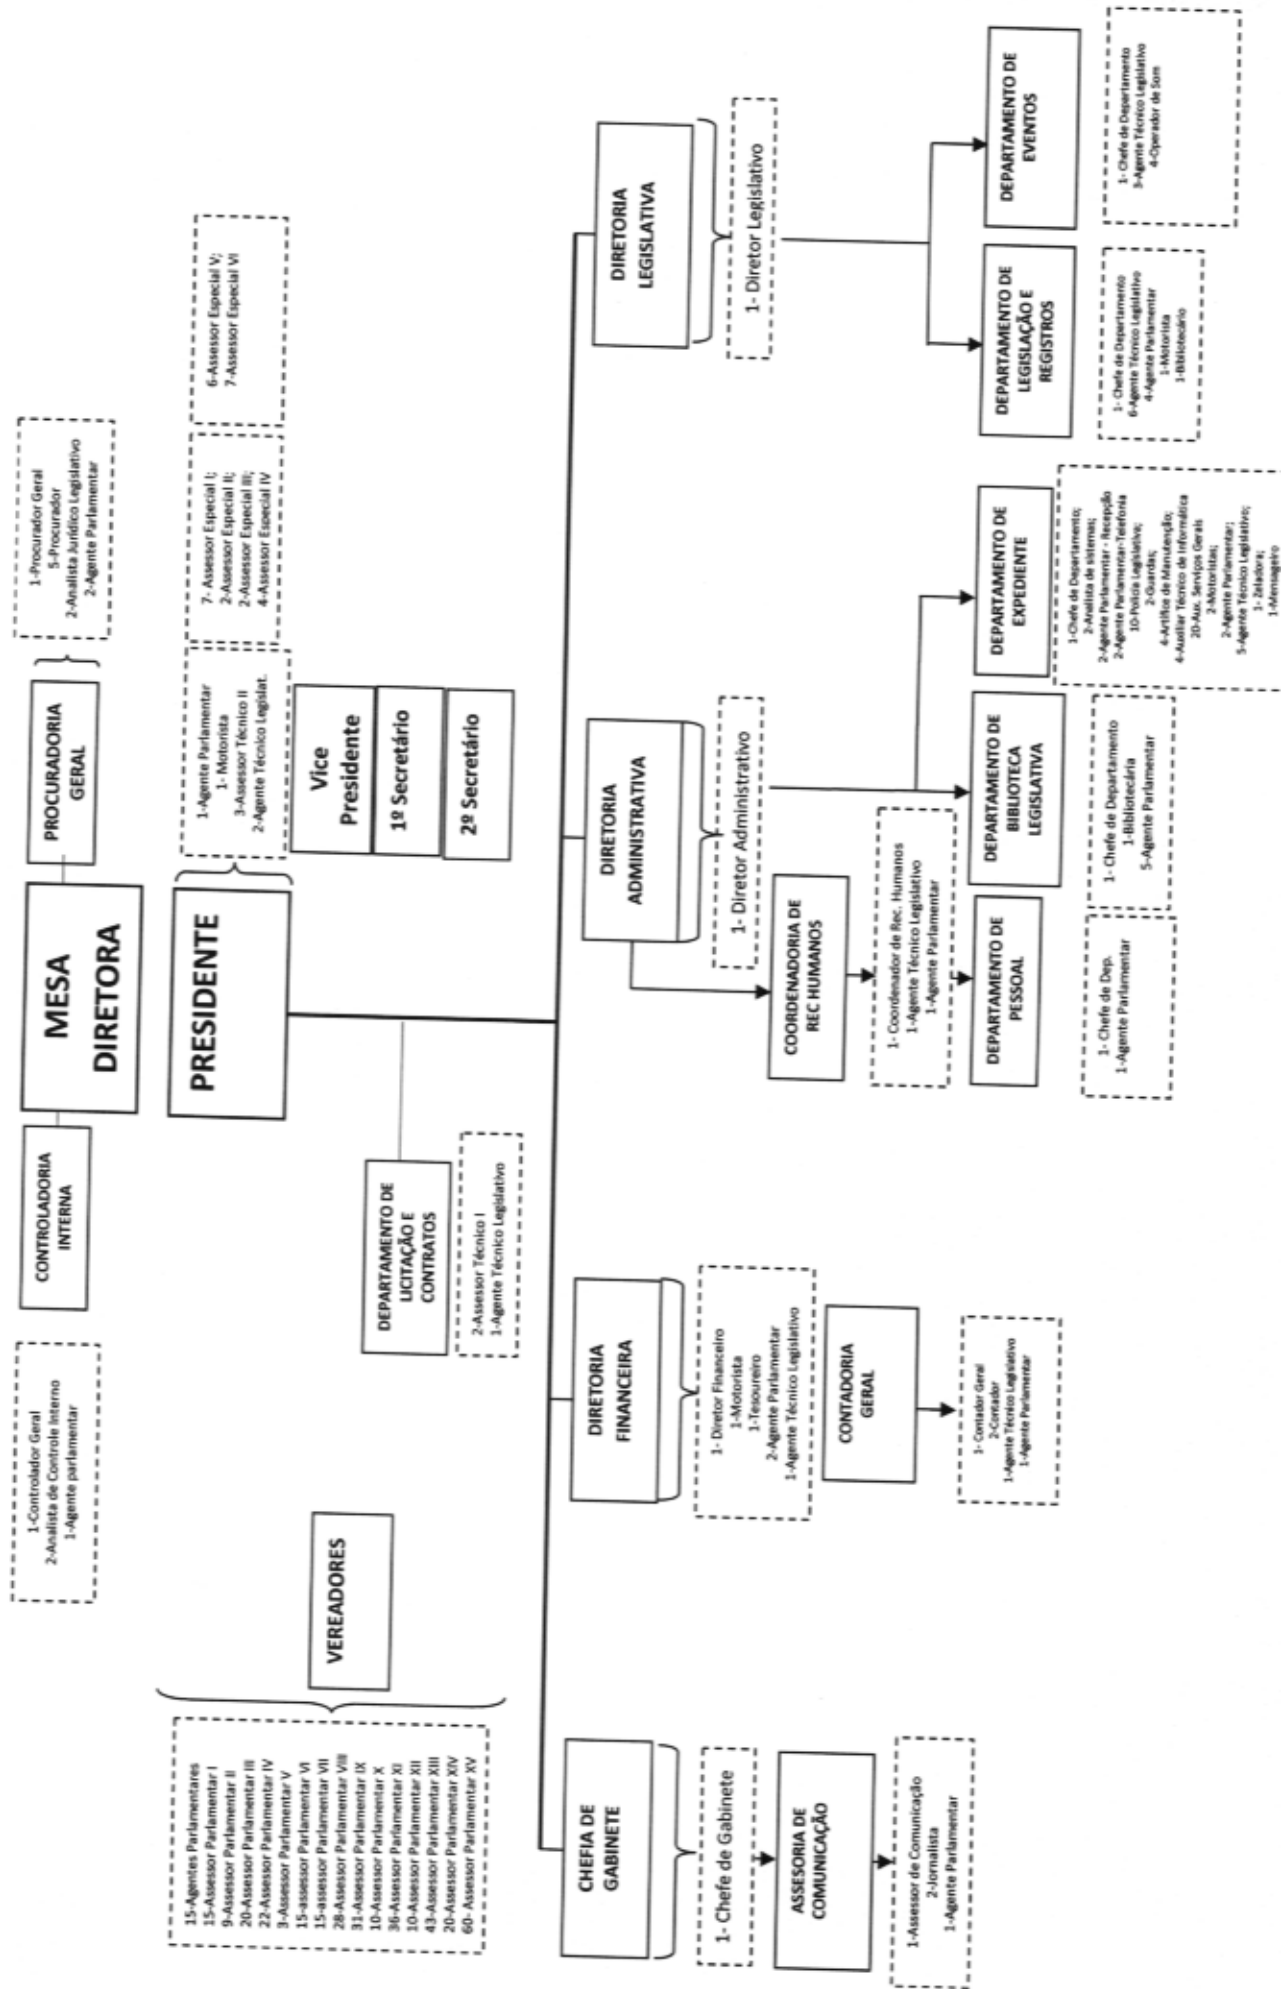 1-Controlador Geral
2-Analista de Controle Interno
1-Agente parlamentar
CONTROLADORIA
INTERNA
MESA
DIRETORA
PROCURADORIA
GERAL
1-Procurador Geral
5-Procurador
2-Analista Jurídico Legislativo
2-Agente Parlamentar
PRESIDENTE
1-Agente Parlamentar
1- Motorista
3-Assessor Técnico II
2-Agente Técnico Legislat.
7- Assessor Especial I;
2-Assessor Especial II;
2-Assessor Especial III;
4-Assessor Especial IV
6-Assessor Especial V;
7-Assessor Especial VI
Vice
Presidente
1º Secretário
2º Secretário
15-Agentes Parlamentares
15-Assessor Parlamentar I
9-Assessor Parlamentar II
20-Assessor Parlamentar III
22-Assessor Parlamentar IV
3-Assessor Parlamentar V
15-assessor Parlamentar VI
15-assessor Parlamentar VII
28-Assessor Parlamentar VIII
31-Assessor Parlamentar IX
10-Assessor Parlamentar X
36-Assessor Parlamentar XI
10-Assessor Parlamentar XII
43-Assessor Parlamentar XIII
20-Assessor Parlamentar XIV
60- Assessor Parlamentar XV
VEREADORES
DEPARTAMENTO DE
LICITAÇÃO E
CONTRATOS
2-Assessor Técnico I
1-Agente Técnico Legislativo
CHEFIA DE
GABINETE
1- Chefe de Gabinete
ASSESORIA DE
COMUNICAÇÃO
1-Assessor de Comunicação
2-Jornalista
1-Agente Parlamentar
DIRETORIA
FINANCEIRA
1- Diretor Financeiro
1-Motorista
1-Tesoureiro
2-Agente Parlamentar
1-Agente Técnico Legislativo
CONTADORIA
GERAL
1- Contador Geral
2-Contador
1-Agente Técnico Legislativo
1-Agente Parlamentar
DIRETORIA
ADMINISTRATIVA
1- Diretor Administrativo
COORDENADORIA DE
REC HUMANOS
1- Coordenador de Rec. Humanos
1-Agente Técnico Legislativo
1-Agente Parlamentar
DEPARTAMENTO DE
PESSOAL
1- Chefe de Dep.
1-Agente Parlamentar
DEPARTAMENTO DE
BIBLIOTECA
LEGISLATIVA
1- Chefe de Departamento
1-Bibliotecária
5-Agente Parlamentar
DEPARTAMENTO DE
EXPEDIENTE
1-Chefe de Departamento;
2-Analista de sistemas;
2-Agente Parlamentar - Recepção
2-Agente Parlamentar-Telefonia
10-Polícia Legislativa;
2-Guardas;
4-Artífice de Manutenção;
4-Auxiliar Técnico de Informática
20-Aux. Serviços Gerais
2-Motoristas;
2-Agente Parlamentar;
5-Agente Técnico Legislativo;
1- Zeladora;
1-Mensageiro
DIRETORIA
LEGISLATIVA
1- Diretor Legislativo
DEPARTAMENTO DE
LEGISLAÇÃO E
REGISTROS
1- Chefe de Departamento
6-Agente Técnico Legislativo
4-Agente Parlamentar
1-Motorista
1-Bibliotecário
DEPARTAMENTO DE
EVENTOS
1- Chefe de Departamento
3-Agente Técnico Legislativo
4-Operador de Som